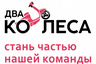 ДВА
КОЛЕСА
стань частью
нашей команды